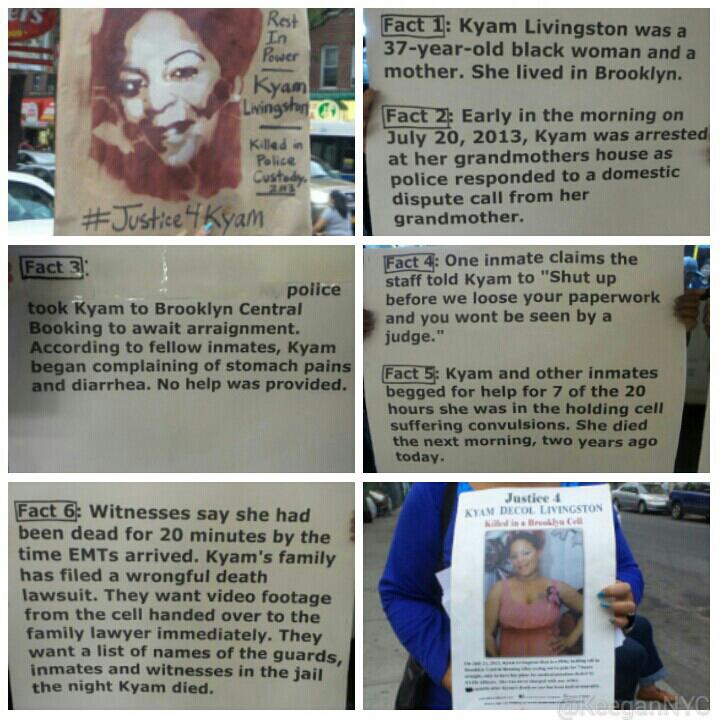 Rest
In
Power
Kyam
Livingston
Killed in
Police
Custody.
2013
#Justice4Kyam
Fact 1: Kyam Livingston was a
37-year-old black woman and a
mother. She lived in Brooklyn.
Fact 2: Early in the morning on
July 20, 2013, Kyam was arrested
at her grandmothers house as
police responded to a domestic
dispute call from her
grandmother.
Fact 3:
police
took Kyam to Brooklyn Central
Booking to await arraignment.
According to fellow inmates, Kyam
began complaining of stomach pains
and diarrhea. No help was provided.
Fact 4: One inmate claims the
staff told Kyam to "Shut up
before we loose your paperwork
and you wont be seen by a
judge."
Fact 5: Kyam and other inmates
begged for help for 7 of the 20
hours she was in the holding cell
suffering convulsions. She died
the next morning, two years ago
today.
Fact 6: Witnesses say she had
been dead for 20 minutes by the
time EMTs arrived. Kyam's family
has filed a wrongful death
lawsuit. They want video footage
from the cell handed over to the
family lawyer immediately. They
want a list of names of the guards,
inmates and witnesses in the jail
the night Kyam died.
Justice 4
KYAM DECOL LIVINGSTON
Killed in a Brooklyn Cell
@KeeganNYC